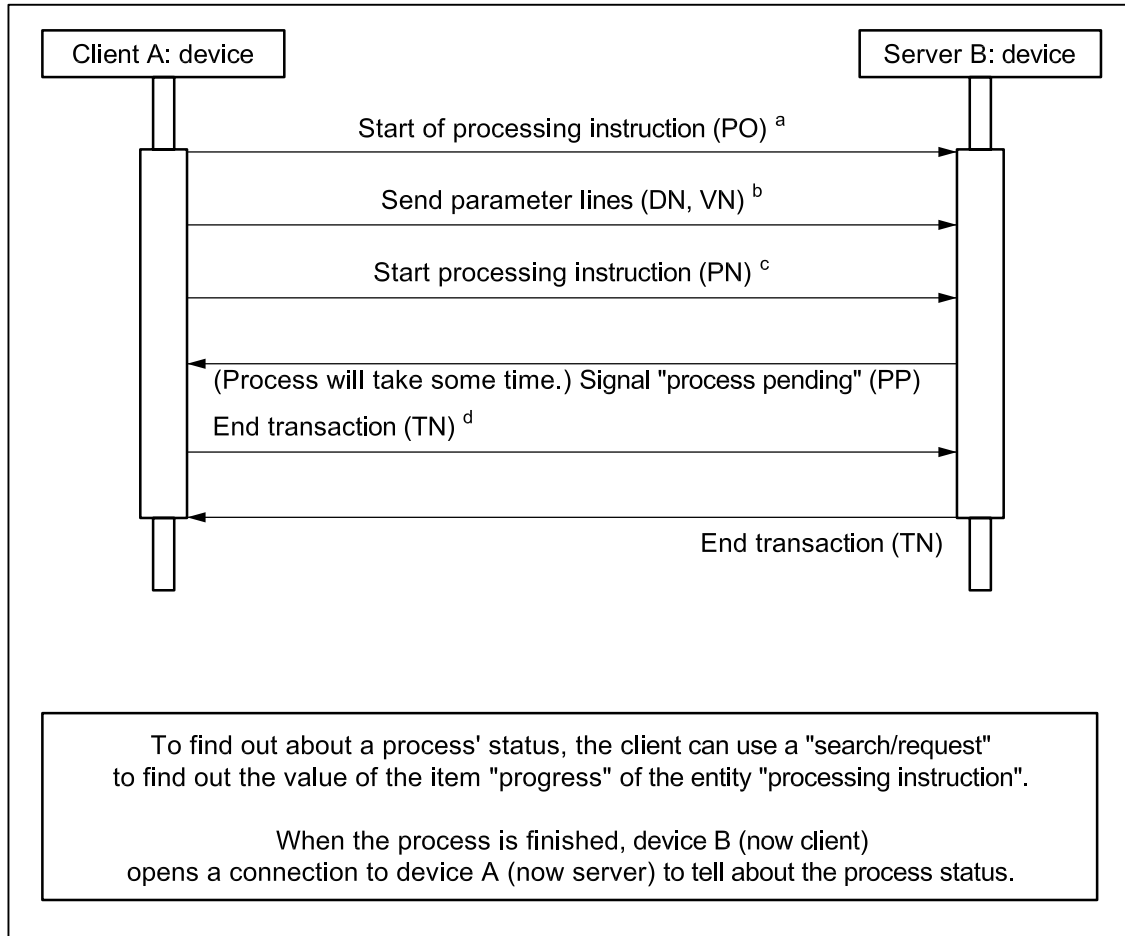 Client A: device
Server B: device
Start of processing instruction (PO) a
Send parameter lines (DN, VN) b
Start processing instruction (PN) c
(Process will take some time.) Signal "process pending" (PP)
End transaction (TN) d
End transaction (TN)
To find out about a process' status, the client can use a "search/request"
to find out the value of the item "progress" of the entity "processing instruction".
When the process is finished, device B (now client)
opens a connection to device A (now server) to tell about the process status.